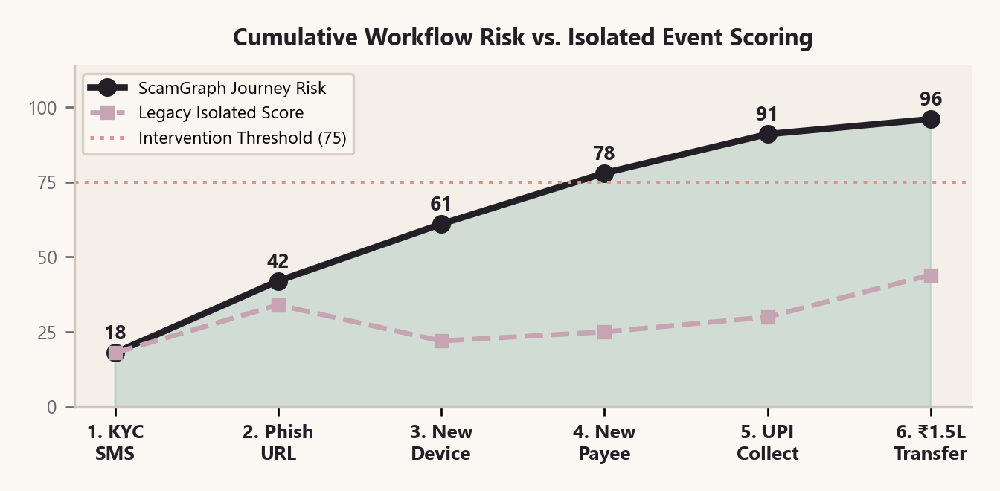 Cumulative Workflow Risk vs. Isolated Event Scoring
ScamGraph Journey Risk
Legacy Isolated Score
Intervention Threshold (75)
100
75
50
25
0
18
42
61
78
91
96
1. KYC
SMS
2. Phish
URL
3. New
Device
4. New
Payee
5. UPI
Collect
6. ₹1.5L
Transfer